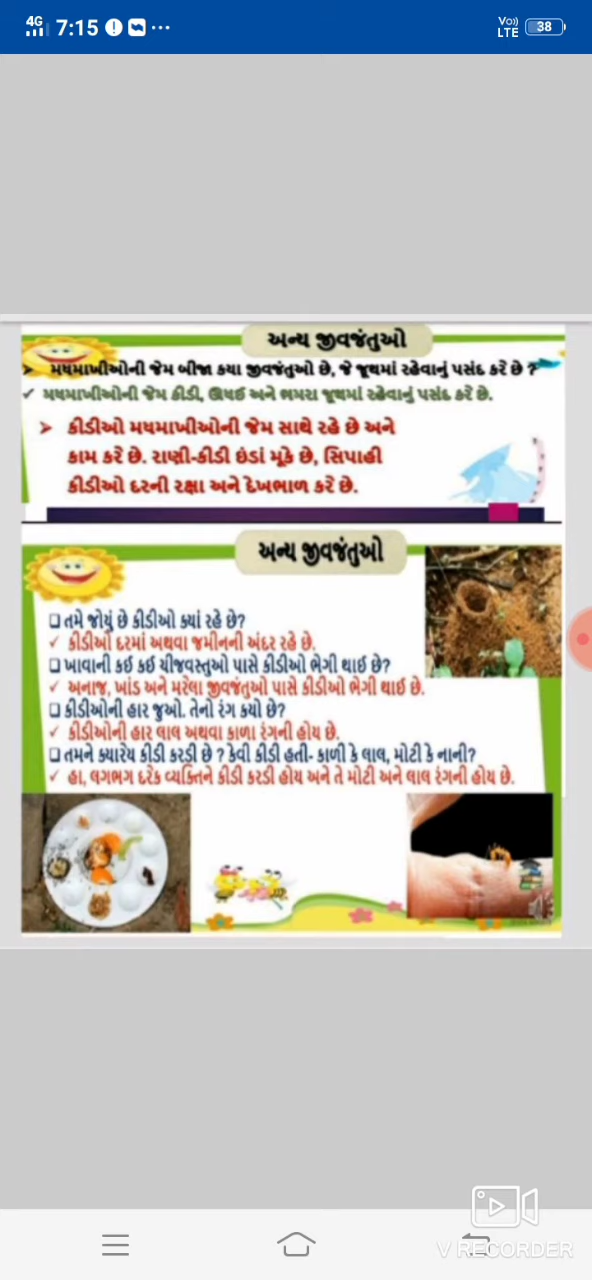 4G 7:15
Vo)) LTE 38
અન્ય જીવજંતુઓ
➤ મધમાખીઓની જેમ બીજા કયા જીવજંતુઓ છે, જે જૂથમાં રહેવાનું પસંદ કરે છે ?
✓ મધમાખીઓની જેમ કીડી, ઊધઈ અને ભમરા જૂથમાં રહેવાનું પસંદ કરે છે.
➤ કીડીઓ મધમાખીઓની જેમ સાથે રહે છે અને
કામ કરે છે. રાણી-કીડી ઇંડાં મૂકે છે, સિપાહી
કીડીઓ દરની રક્ષા અને દેખભાળ કરે છે.
અન્ય જીવજંતુઓ
❑ તમે જોયું છે કીડીઓ ક્યાં રહે છે?
✓ કીડીઓ દરમાં અથવા જમીનની અંદર રહે છે.
❑ ખાવાની કઈ કઈ ચીજવસ્તુઓ પાસે કીડીઓ ભેગી થાઈ છે?
✓ અનાજ, ખાંડ અને મરેલા જીવજંતુઓ પાસે કીડીઓ ભેગી થાઈ છે.
❑ કીડીઓની હાર જુઓ. તેનો રંગ કયો છે?
✓ કીડીઓની હાર લાલ અથવા કાળા રંગની હોય છે.
❑ તમને ક્યારેય કીડી કરડી છે ? કેવી કીડી હતી- કાળી કે લાલ, મોટી કે નાની?
✓ હા, લગભગ દરેક વ્યક્તિને કીડી કરડી હોય અને તે મોટી અને લાલ રંગની હોય છે.
V RECORDER